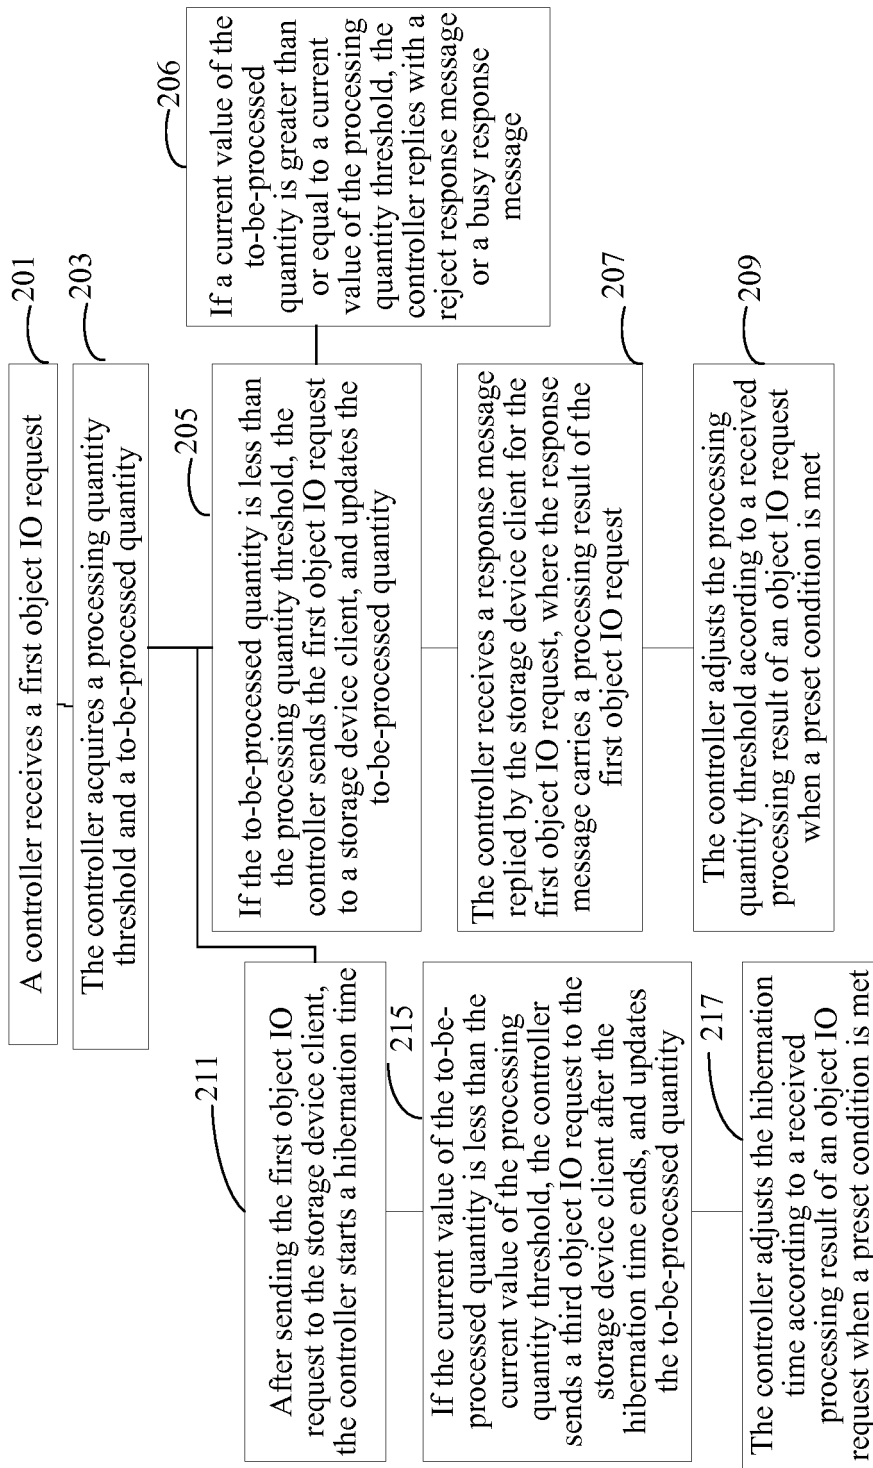 A controller receives a first object IO request
201
The controller acquires a processing quantity
threshold and a to-be-processed quantity
203
If the to-be-processed quantity is less than
the processing quantity threshold, the
controller sends the first object IO request
to a storage device client, and updates the
to-be-processed quantity
205
If a current value of the
to-be-processed
quantity is greater than
or equal to a current
value of the processing
quantity threshold, the
controller replies with a
reject response message
or a busy response
message
206
The controller receives a response message
replied by the storage device client for the
first object IO request, where the response
message carries a processing result of the
first object IO request
207
The controller adjusts the processing
quantity threshold according to a received
processing result of an object IO request
when a preset condition is met
209
After sending the first object IO
request to the storage device client,
the controller starts a hibernation time
211
If the current value of the to-be-
processed quantity is less than the
current value of the processing
quantity threshold, the controller
sends a third object IO request to the
storage device client after the
hibernation time ends, and updates
the to-be-processed quantity
215
The controller adjusts the hibernation
time according to a received
processing result of an object IO
request when a preset condition is met
217